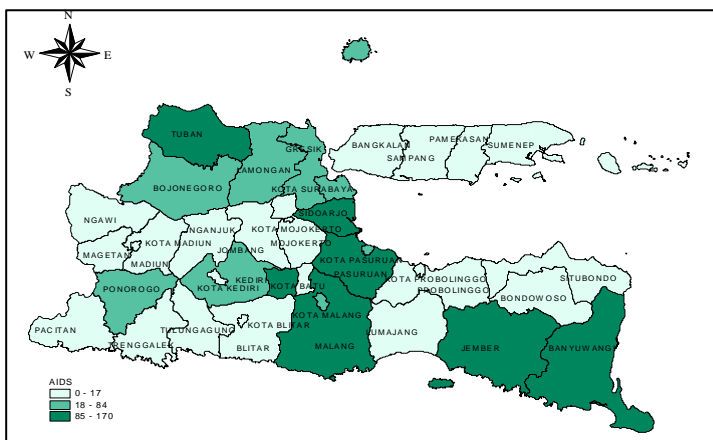 N
W E
S
TUBAN
GRESIK
BANGKALAN
PAMEKASAN
SAMPANG
SUMENEP
LAMONGAN
BOJONEGORO
KOTA SURABAYA
SIDOARJO
NGAWI
NGANJUK
KOTA MOJOKERTO
KOTA MADIUN
MOJOKERTO
JOMBANG
MAGETAN
MADIUN
KOTA PASURUAN
PASURUAN
KOTA PROBOLINGGO
PROBOLINGGO
SITUBONDO
KEDIRI
KOTA BATU
KOTA KEDIRI
PONOROGO
BONDOWOSO
KOTA MALANG
KOTA BLITAR
PACITAN
TULUNGAGUNG
LUMAJANG
TRENGGALEK
BLITAR
MALANG
JEMBER
BANYUWANGI
AIDS
0 - 17
18 - 84
85 - 170